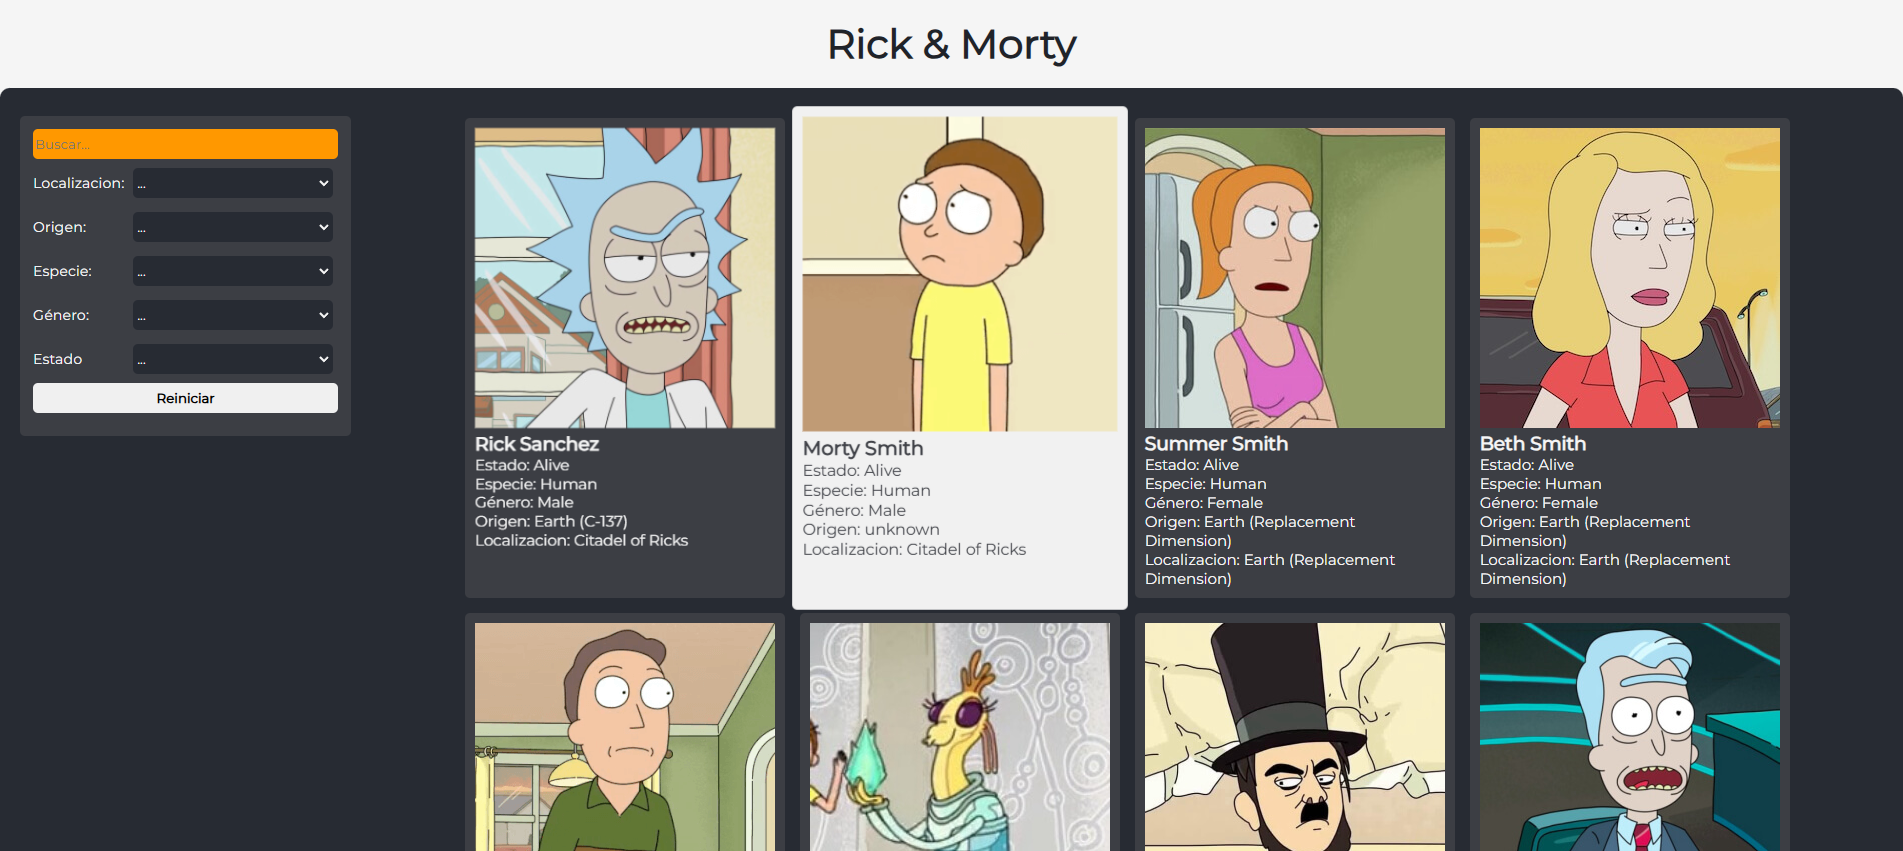 Rick & Morty
Buscar...
Localizacion: ...
Origen: ...
Especie: ...
Género: ...
Estado ...
Reiniciar
Rick Sanchez
Estado: Alive
Especie: Human
Género: Male
Origen: Earth (C-137)
Localizacion: Citadel of Ricks
Morty Smith
Estado: Alive
Especie: Human
Género: Male
Origen: unknown
Localizacion: Citadel of Ricks
Summer Smith
Estado: Alive
Especie: Human
Género: Female
Origen: Earth (Replacement
Dimension)
Localizacion: Earth (Replacement
Dimension)
Beth Smith
Estado: Alive
Especie: Human
Género: Female
Origen: Earth (Replacement
Dimension)
Localizacion: Earth (Replacement
Dimension)